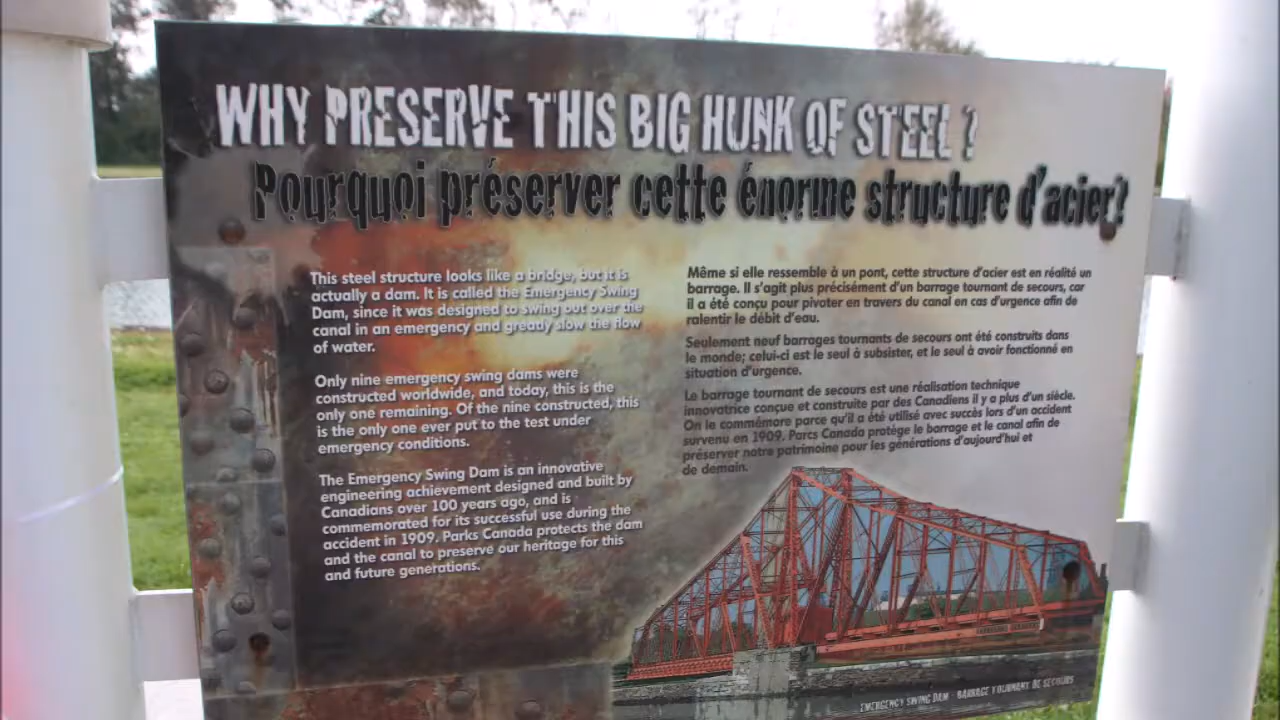 WHY PRESERVE THIS BIG HUNK OF STEEL ?
Pourquoi préserver cette énorme structure d'acier?
This steel structure looks like a bridge, but it is
actually a dam. It is called the Emergency Swing
Dam, since it was designed to swing out over the
canal in an emergency and greatly slow the flow
of water.
Only nine emergency swing dams were
constructed worldwide, and today, this is the
only one remaining. Of the nine constructed, this
is the only one ever put to the test under
emergency conditions.
The Emergency Swing Dam is an innovative
engineering achievement designed and built by
Canadians over 100 years ago, and is
commemorated for its successful use during the
accident in 1909. Parks Canada protects the dam
and the canal to preserve our heritage for this
and future generations.
Même si elle ressemble à un pont, cette structure d'acier est en réalité un
barrage. Il s'agit plus précisément d'un barrage tournant de secours, car
il a été conçu pour pivoter en travers du canal en cas d'urgence afin de
ralentir le débit d'eau.
Seulement neuf barrages tournants de secours ont été construits dans
le monde; celui-ci est le seul à subsister, et le seul à avoir fonctionné en
situation d'urgence.
Le barrage tournant de secours est une réalisation technique
innovatrice conçue et construite par des Canadiens il y a plus d'un siècle.
On le commémore parce qu'il a été utilisé avec succès lors d'un accident
survenu en 1909. Parcs Canada protège le barrage et le canal afin de
préserver notre patrimoine pour les générations d'aujourd'hui et
de demain.
EMERGENCY SWING DAM - BARRAGE TOURNANT DE SECOURS